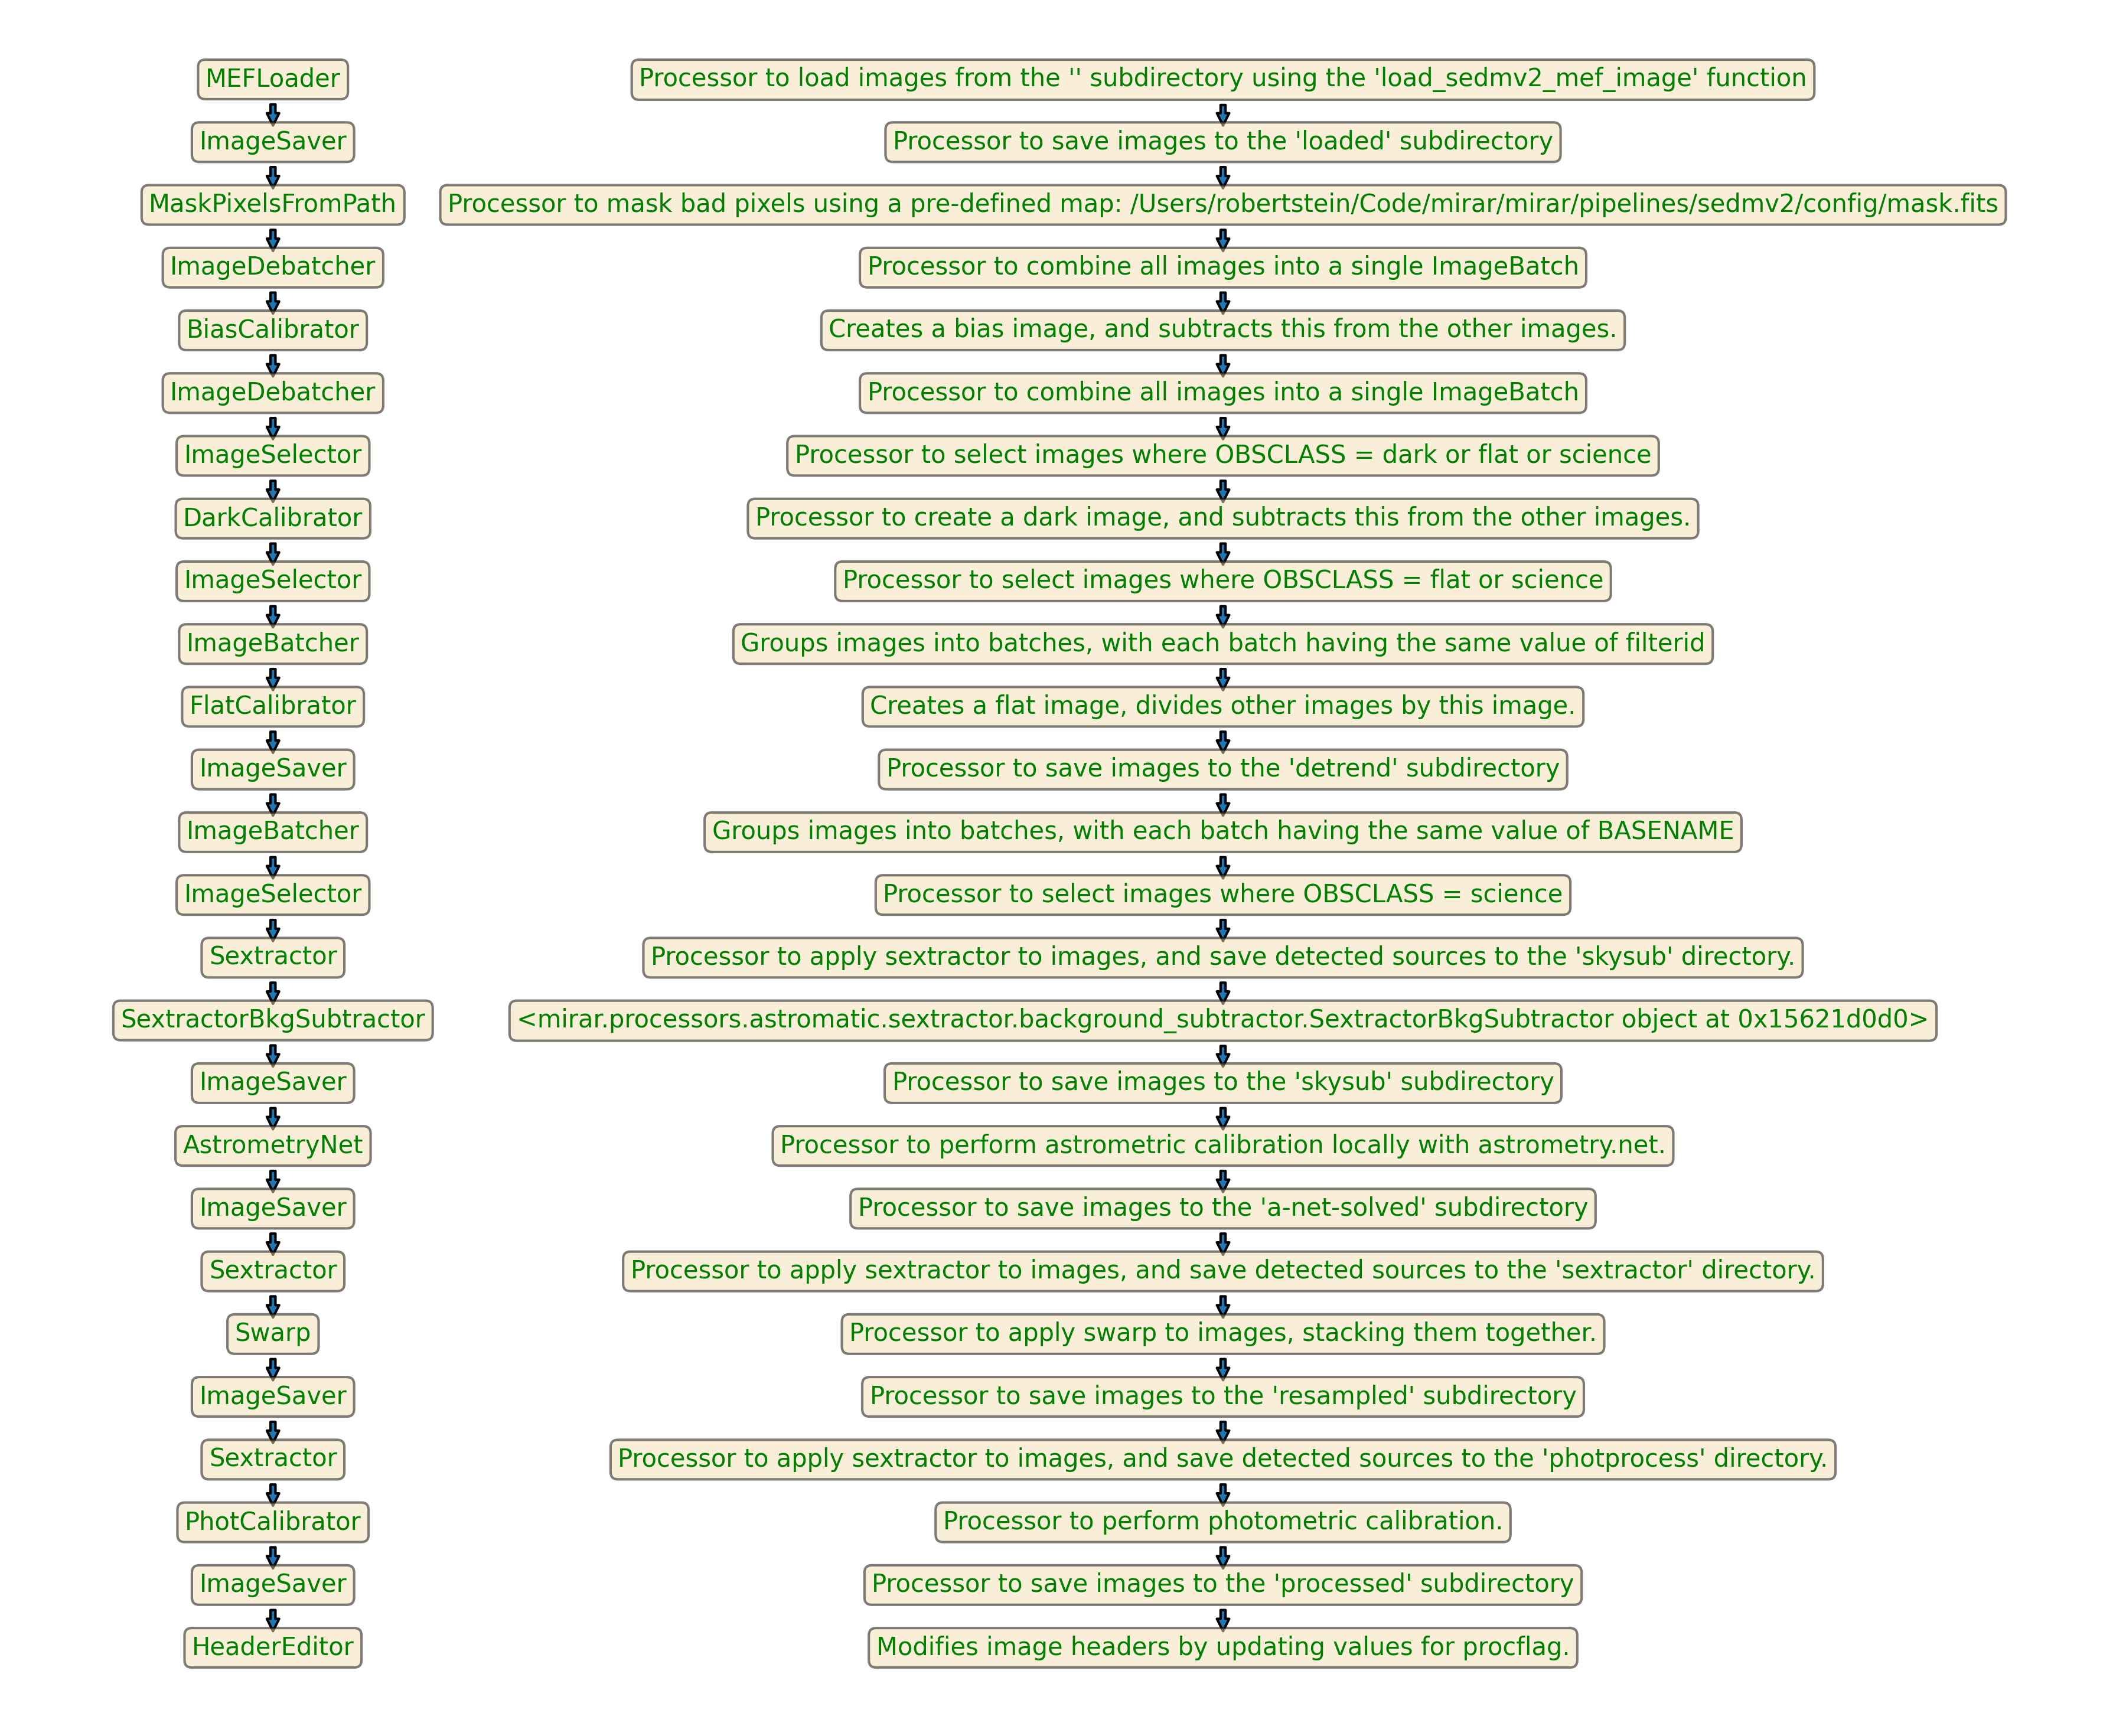 MEFLoader
Processor to load images from the '' subdirectory using the 'load_sedmv2_mef_image' function
ImageSaver
Processor to save images to the 'loaded' subdirectory
MaskPixelsFromPath
Processor to mask bad pixels using a pre-defined map: /Users/robertstein/Code/mirar/mirar/pipelines/sedmv2/config/mask.fits
ImageDebatcher
Processor to combine all images into a single ImageBatch
BiasCalibrator
Creates a bias image, and subtracts this from the other images.
ImageDebatcher
Processor to combine all images into a single ImageBatch
ImageSelector
Processor to select images where OBSCLASS = dark or flat or science
DarkCalibrator
Processor to create a dark image, and subtracts this from the other images.
ImageSelector
Processor to select images where OBSCLASS = flat or science
ImageBatcher
Groups images into batches, with each batch having the same value of filterid
FlatCalibrator
Creates a flat image, divides other images by this image.
ImageSaver
Processor to save images to the 'detrend' subdirectory
ImageBatcher
Groups images into batches, with each batch having the same value of BASENAME
ImageSelector
Processor to select images where OBSCLASS = science
Sextractor
Processor to apply sextractor to images, and save detected sources to the 'skysub' directory.
SextractorBkgSubtractor
<mirar.processors.astromatic.sextractor.background_subtractor.SextractorBkgSubtractor object at 0x15621d0d0>
ImageSaver
Processor to save images to the 'skysub' subdirectory
AstrometryNet
Processor to perform astrometric calibration locally with astrometry.net.
ImageSaver
Processor to save images to the 'a-net-solved' subdirectory
Sextractor
Processor to apply sextractor to images, and save detected sources to the 'sextractor' directory.
Swarp
Processor to apply swarp to images, stacking them together.
ImageSaver
Processor to save images to the 'resampled' subdirectory
Sextractor
Processor to apply sextractor to images, and save detected sources to the 'photprocess' directory.
PhotCalibrator
Processor to perform photometric calibration.
ImageSaver
Processor to save images to the 'processed' subdirectory
HeaderEditor
Modifies image headers by updating values for procflag.